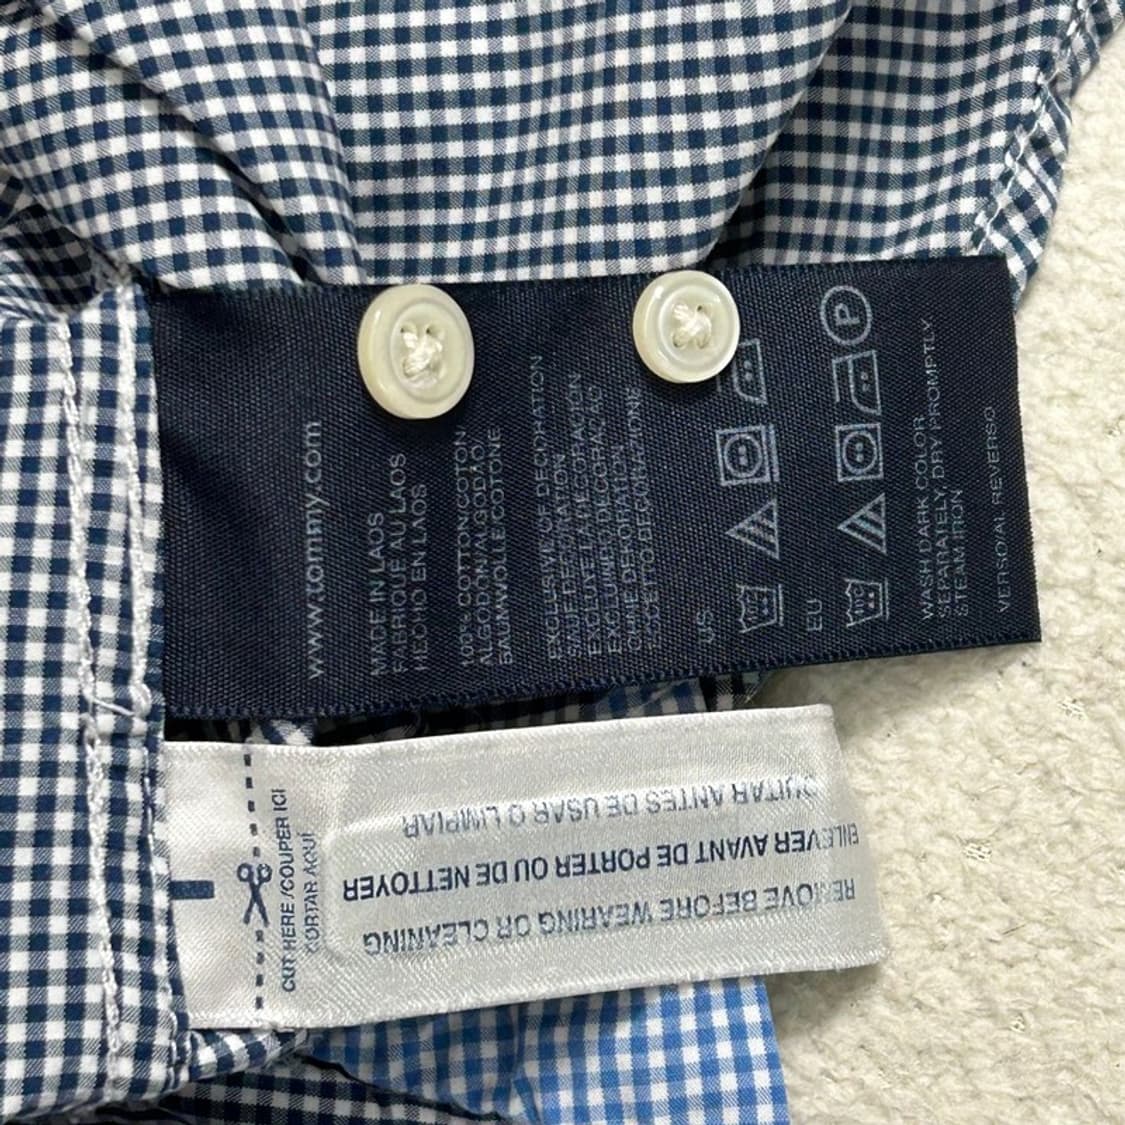 www.tommy.com
MADE IN LAOS
FABRIQUÉ AU LAOS
HECHO EN LAOS
100% COTTON/COTON
ALGODON/ALGODÃO
BAUMWOLLE/COTONE
EXCLUSIVE OF DECORATION
SAUF DÉCORATION
EXCLUYE LA DECORACIÓN
EXCLUINDO DECORAÇÃO
OHNE DEKORATION
ECCETTO DECORAZIONE
US
EU
P
WASH DARK COLOR
SEPARATELY, DRY PROMPTLY
STEAM IRON
VERSO/AL REVERSO
CUT HERE /COUPER ICI
CORTAR AQUÍ
REMOVE BEFORE WEARING OR CLEANING
ENLEVER AVANT DE PORTER OU DE NETTOYER
QUITAR ANTES DE USAR O LIMPIAR